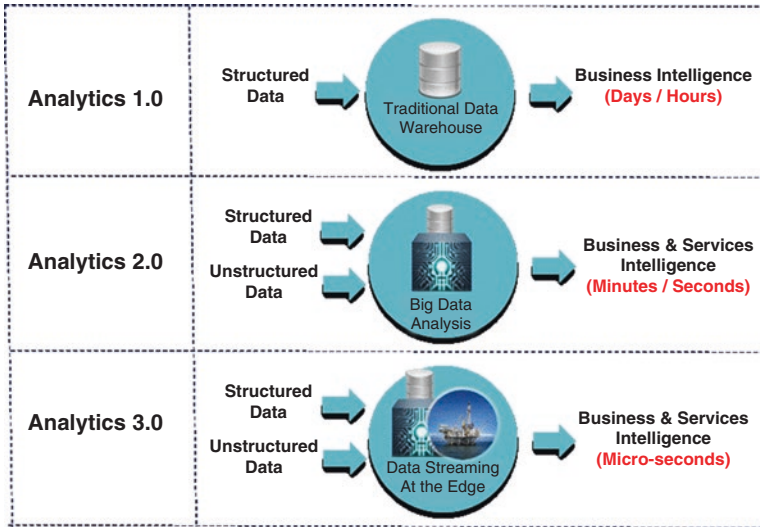 Analytics 1.0
Structured
Data
Traditional Data
Warehouse
Business Intelligence
(Days / Hours)
Analytics 2.0
Structured
Data
Unstructured
Data
Big Data
Analysis
Business & Services
Intelligence
(Minutes / Seconds)
Analytics 3.0
Structured
Data
Unstructured
Data
Data Streaming
At the Edge
Business & Services
Intelligence
(Micro-seconds)